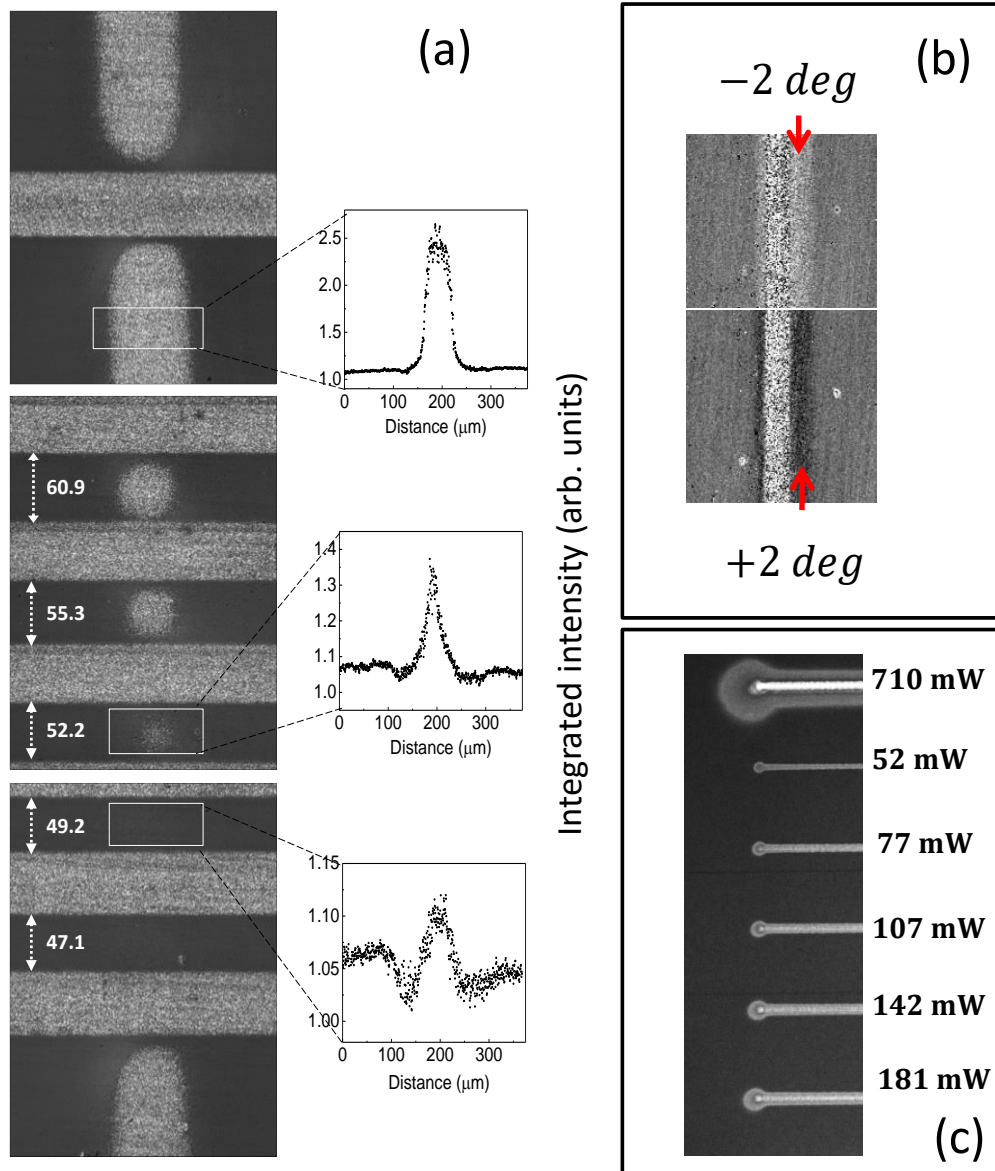 (a)
2.5
2.0
1.5
1.0
0 100 200 300
Distance (μm)
60.9
55.3
52.2
1.4
1.3
1.2
1.1
1.0
0 100 200 300
Distance (μm)
49.2
47.1
1.15
1.10
1.05
1.00
0 100 200 300
Distance (μm)
Integrated intensity (arb. units)
(b)
−2 deg
+2 deg
710 mW
52 mW
77 mW
107 mW
142 mW
181 mW
(c)